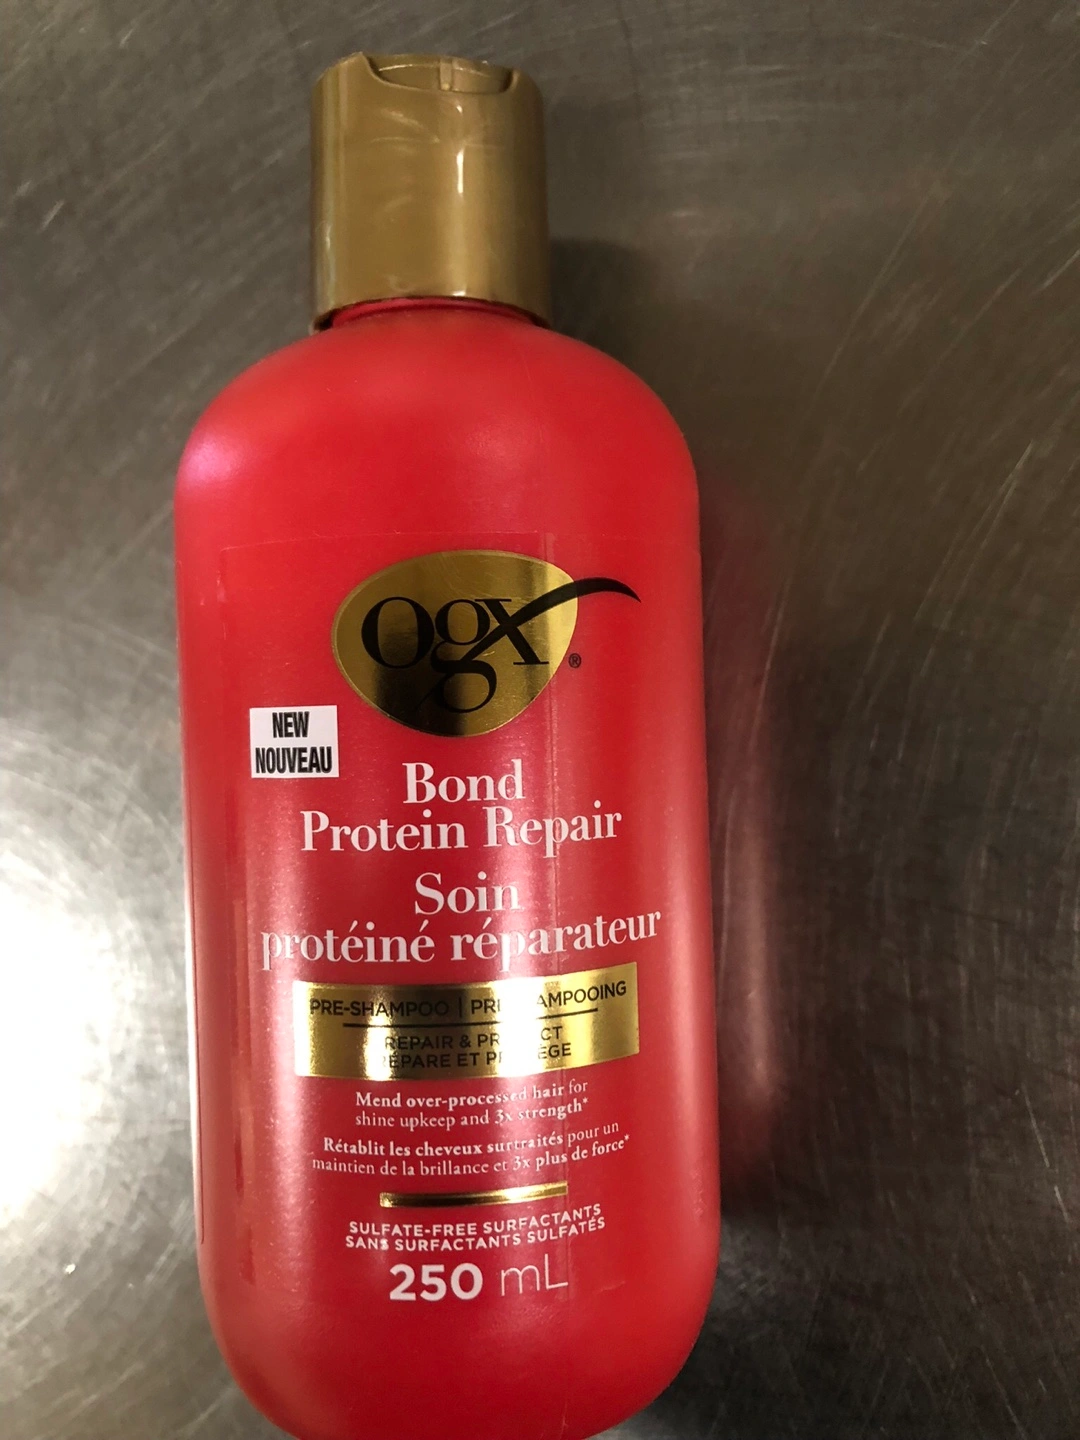 ogx®
NEW
NOUVEAU
Bond
Protein Repair
Soin
protéiné réparateur
PRE-SHAMPOO |
REPAIR &
ET
Mend over-processed hair for
shine upkeep and 3x strength*
Rétablit les cheveux surtraités pour un
maintien de la brillance et 3x plus de force*
SULFATE-FREE SURFACTANTS
SANS SURFACTANTS SULFATÉS
250 mL